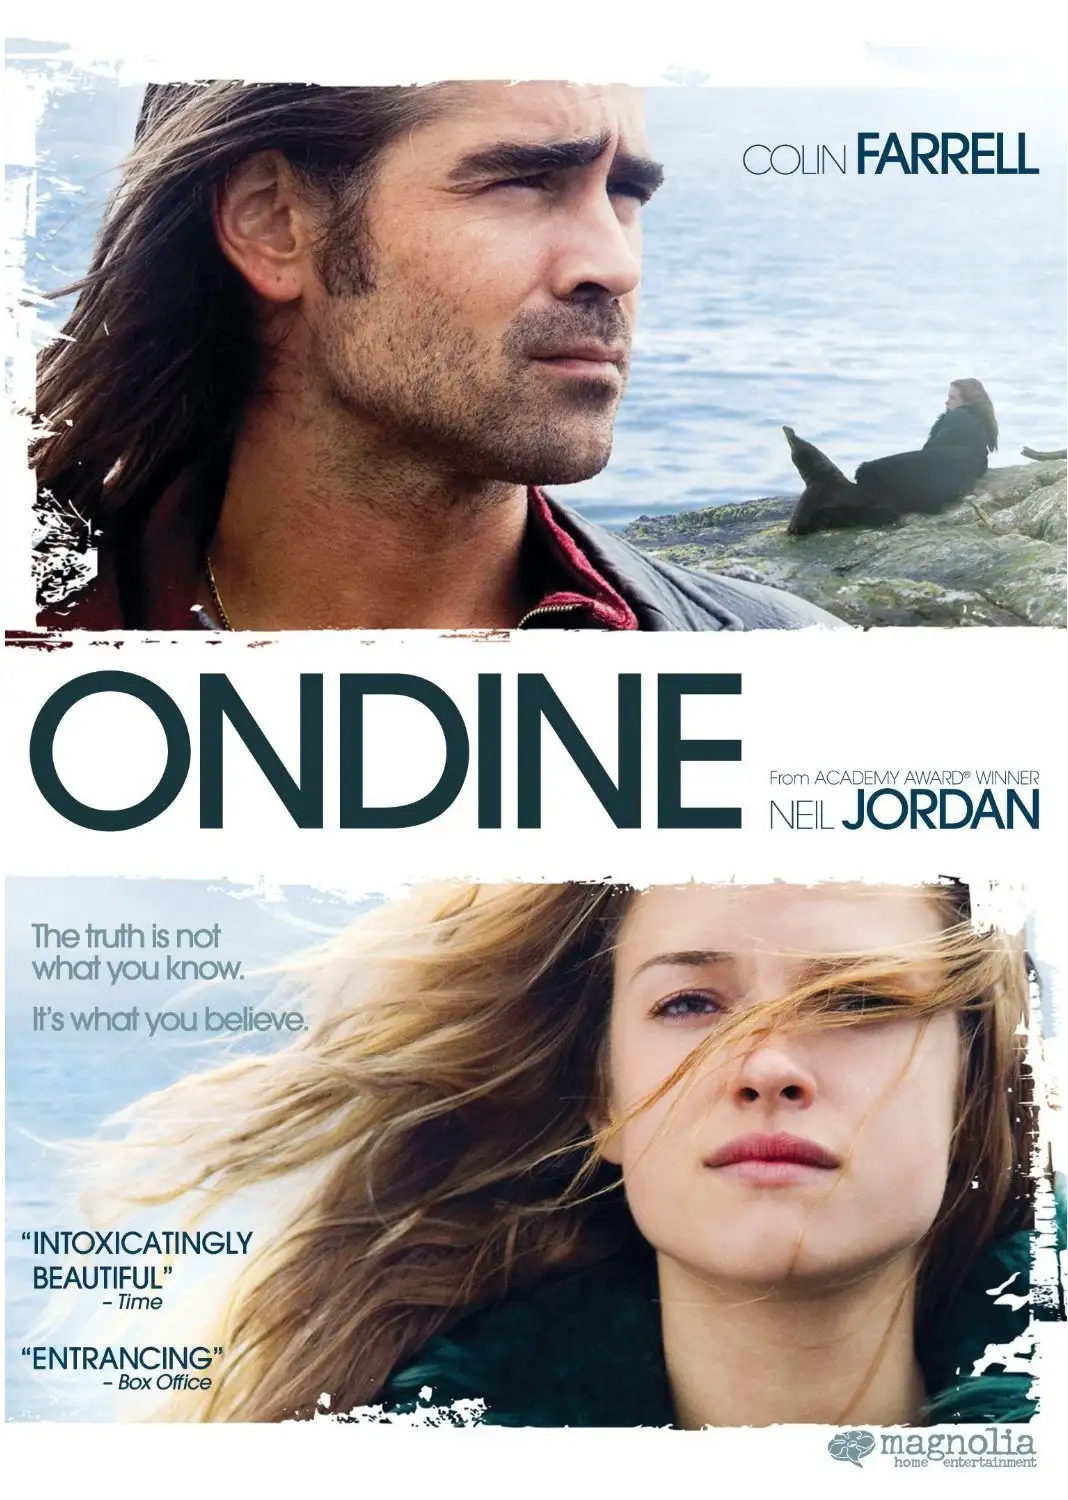 COLIN FARRELL
ONDINE
From ACADEMY AWARD® WINNER
NEIL JORDAN
The truth is not
what you know.
It's what you believe.
“INTOXICATINGLY
BEAUTIFUL”
– Time
“ENTRANCING”
– Box Office
magnolia
home entertainment